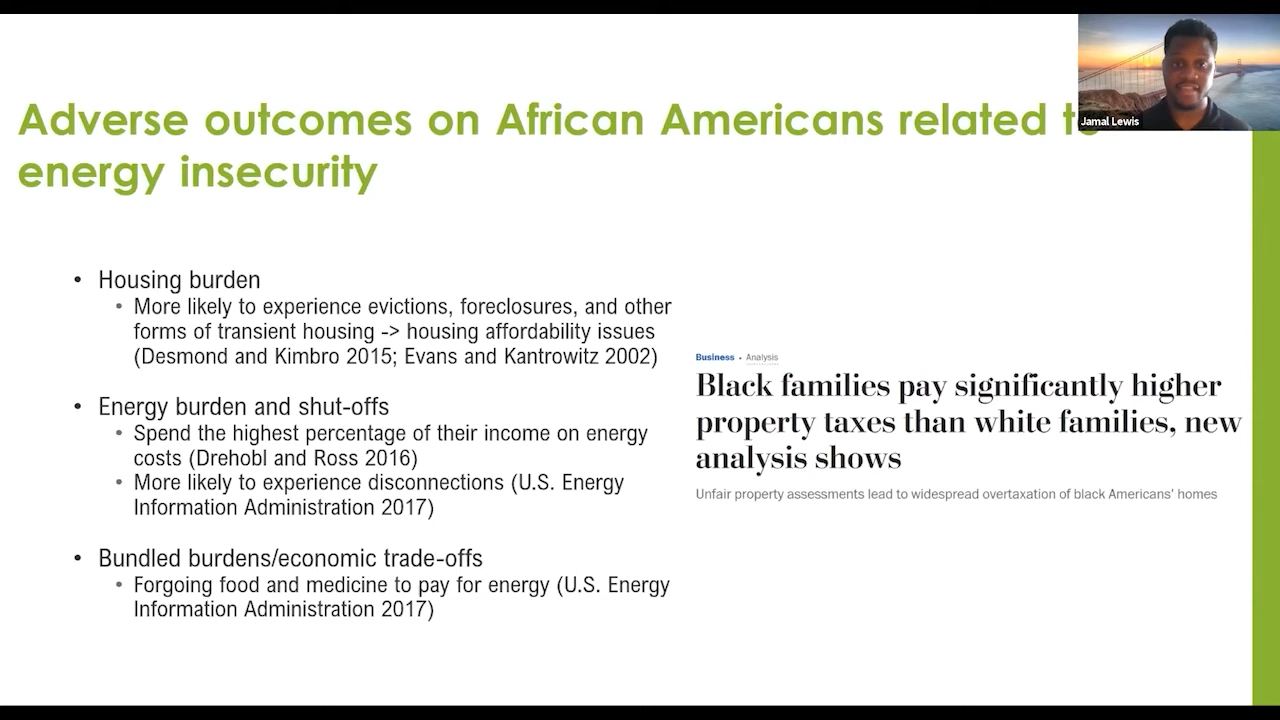 Adverse outcomes on African Americans related to
energy insecurity
Jamal Lewis
• Housing burden
• More likely to experience evictions, foreclosures, and other
forms of transient housing -> housing affordability issues
(Desmond and Kimbro 2015; Evans and Kantrowitz 2002)
• Energy burden and shut-offs
• Spend the highest percentage of their income on energy
costs (Drehobl and Ross 2016)
• More likely to experience disconnections (U.S. Energy
Information Administration 2017)
• Bundled burdens/economic trade-offs
• Forgoing food and medicine to pay for energy (U.S. Energy
Information Administration 2017)
Business • Analysis
Black families pay significantly higher
property taxes than white families, new
analysis shows
Unfair property assessments lead to widespread overtaxation of black Americans' homes